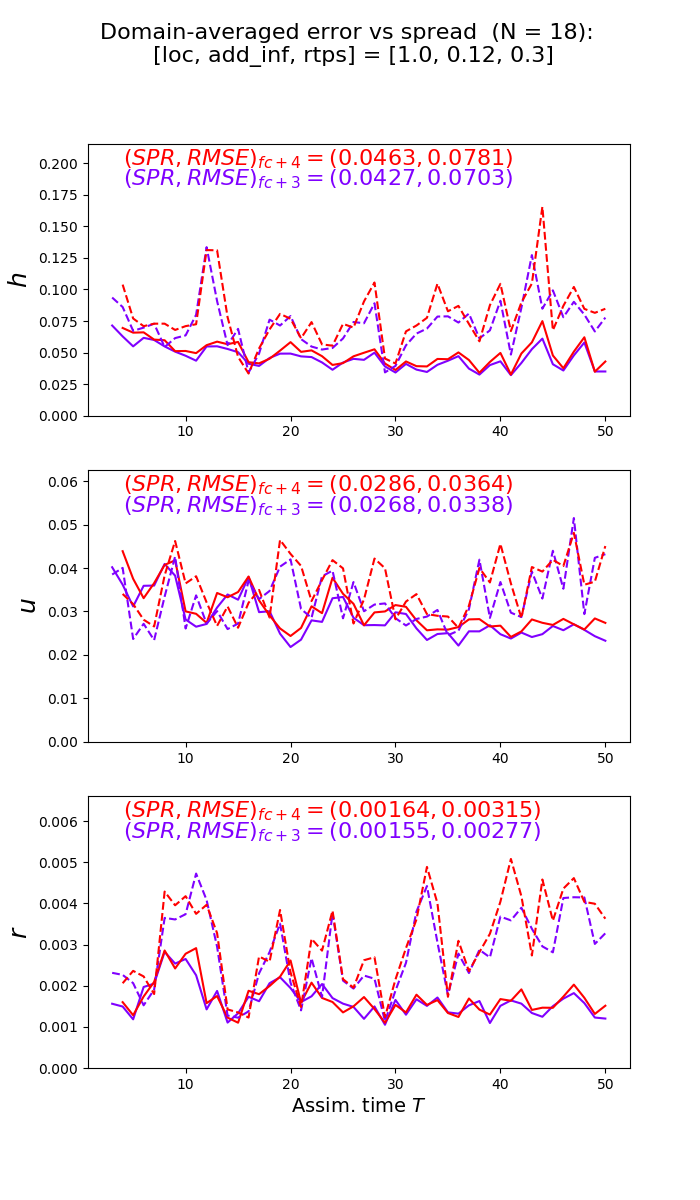 Domain-averaged error vs spread (N = 18):
[loc, add_inf, rtps] = [1.0, 0.12, 0.3]
(SPR, RMSE)fc+4 = (0.0463, 0.0781)
(SPR, RMSE)fc+3 = (0.0427, 0.0703)
0.200
0.175
0.150
0.125
0.100
0.075
0.050
0.025
0.000
h
10 20 30 40 50
(SPR, RMSE)fc+4 = (0.0286, 0.0364)
(SPR, RMSE)fc+3 = (0.0268, 0.0338)
0.06
0.05
0.04
0.03
0.02
0.01
0.00
u
10 20 30 40 50
(SPR, RMSE)fc+4 = (0.00164, 0.00315)
(SPR, RMSE)fc+3 = (0.00155, 0.00277)
0.006
0.005
0.004
0.003
0.002
0.001
0.000
r
10 20 30 40 50
Assim. time T